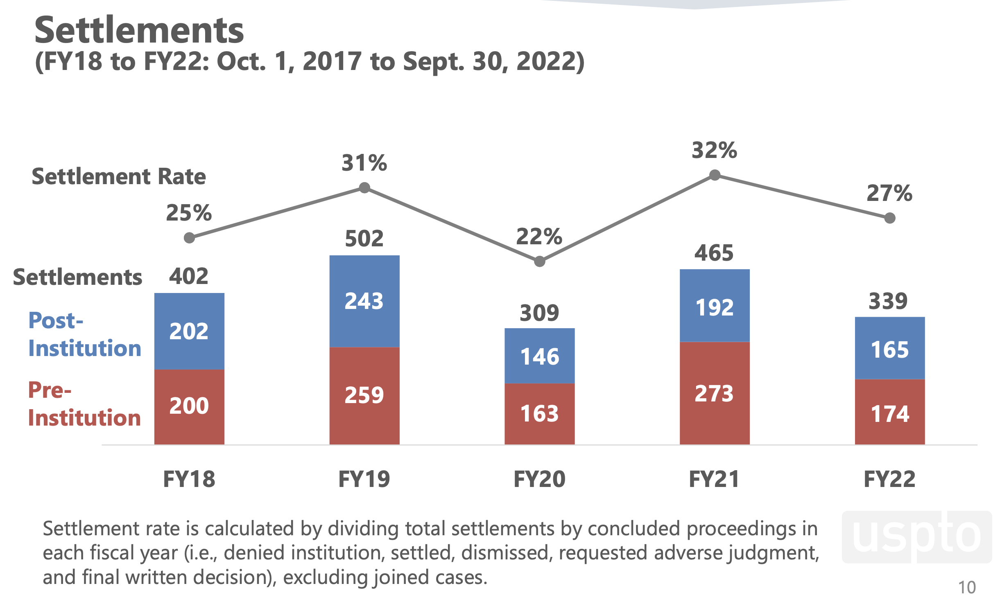 Settlements
(FY18 to FY22: Oct. 1, 2017 to Sept. 30, 2022)
Settlement Rate
25%
31%
22%
32%
27%
Settlements
402
502
309
465
339
Post-
Institution
202
243
146
192
165
Pre-
Institution
200
259
163
273
174
FY18
FY19
FY20
FY21
FY22
Settlement rate is calculated by dividing total settlements by concluded proceedings in
each fiscal year (i.e., denied institution, settled, dismissed, requested adverse judgment,
and final written decision), excluding joined cases.
uspto
10